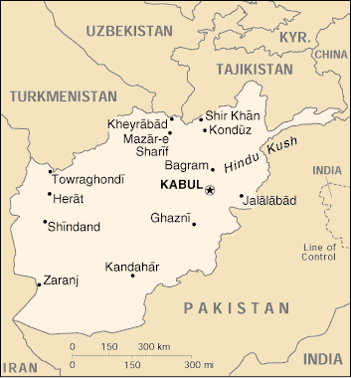 UZBEKISTAN
KYR.
CHINA
TAJIKISTAN
TURKMENISTAN
Shir Khān
Kheyrābād
Kondūz
Mazār-e
Sharīf
Hindu Kush
Bagram
INDIA
Towraghondī
KABUL
Herāt
Jalālābād
Ghaznī
Shīndand
Line of
Control
Kandahār
Zaranj
PAKISTAN
0 150 300 km
0 150 300 mi
IRAN
INDIA